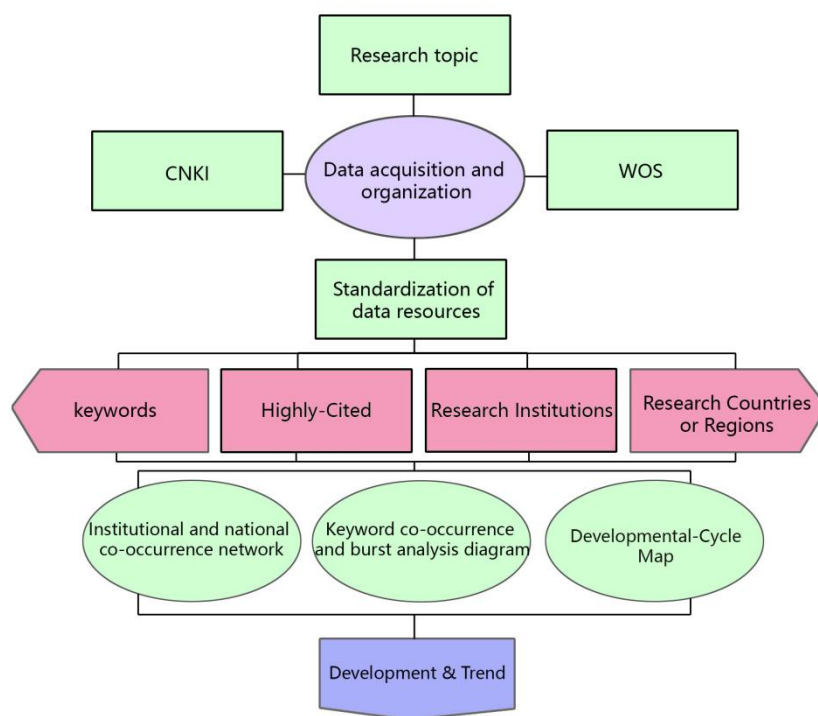 Research topic
CNKI
Data acquisition and
organization
WOS
Standardization of
data resources
keywords
Highly-Cited
Research Institutions
Research Countries
or Regions
Institutional and national
co-occurrence network
Keyword co-occurrence
and burst analysis diagram
Developmental-Cycle
Map
Development & Trend